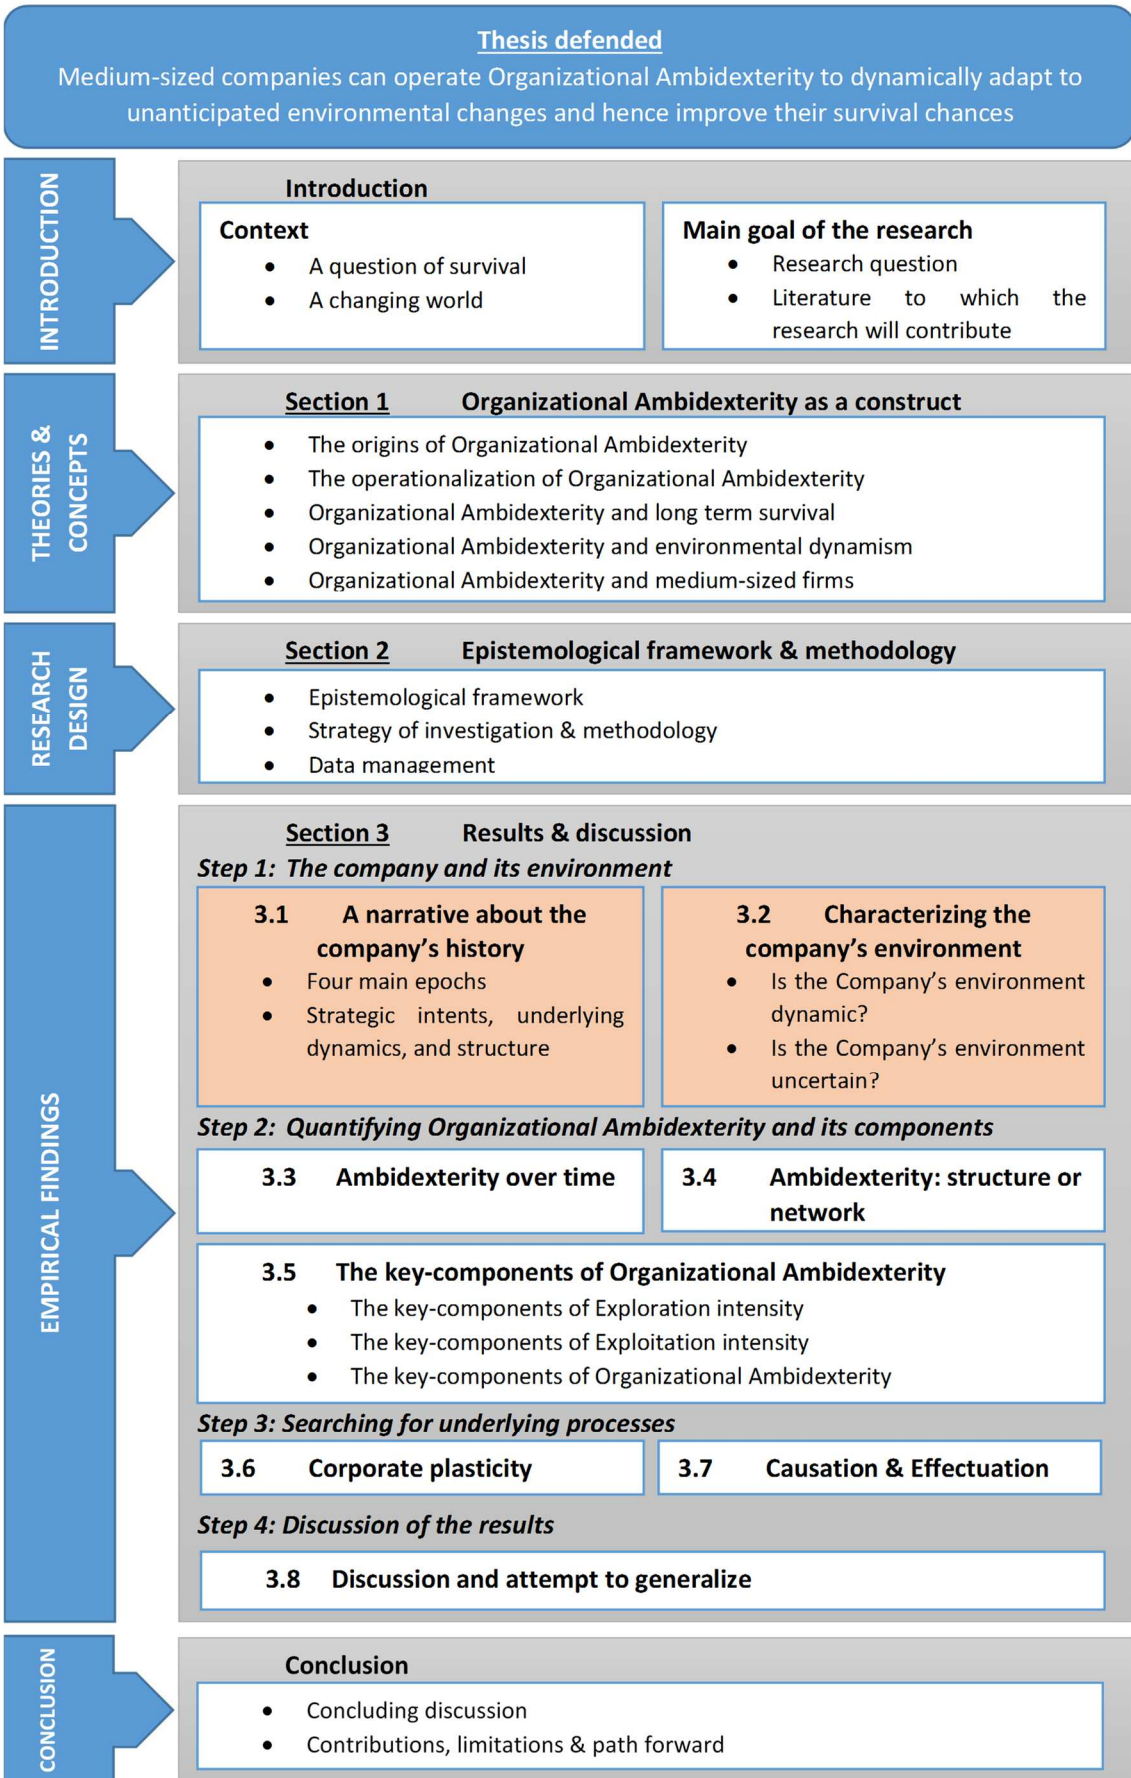 Thesis defended
Medium-sized companies can operate Organizational Ambidexterity to dynamically adapt to
unanticipated environmental changes and hence improve their survival chances
INTRODUCTION
Introduction
Context
• A question of survival
• A changing world
Main goal of the research
• Research question
• Literature to which the
research will contribute
THEORIES &
CONCEPTS
Section 1 Organizational Ambidexterity as a construct
• The origins of Organizational Ambidexterity
• The operationalization of Organizational Ambidexterity
• Organizational Ambidexterity and long term survival
• Organizational Ambidexterity and environmental dynamism
• Organizational Ambidexterity and medium-sized firms
RESEARCH
DESIGN
Section 2 Epistemological framework & methodology
• Epistemological framework
• Strategy of investigation & methodology
• Data management
EMPIRICAL FINDINGS
Section 3 Results & discussion
Step 1: The company and its environment
3.1 A narrative about the
company’s history
• Four main epochs
• Strategic intents, underlying
dynamics, and structure
3.2 Characterizing the
company’s environment
• Is the Company’s environment
dynamic?
• Is the Company’s environment
uncertain?
Step 2: Quantifying Organizational Ambidexterity and its components
3.3 Ambidexterity over time
3.4 Ambidexterity: structure or
network
3.5 The key-components of Organizational Ambidexterity
• The key-components of Exploration intensity
• The key-components of Exploitation intensity
• The key-components of Organizational Ambidexterity
Step 3: Searching for underlying processes
3.6 Corporate plasticity
3.7 Causation & Effectuation
Step 4: Discussion of the results
3.8 Discussion and attempt to generalize
CONCLUSION
Conclusion
• Concluding discussion
• Contributions, limitations & path forward